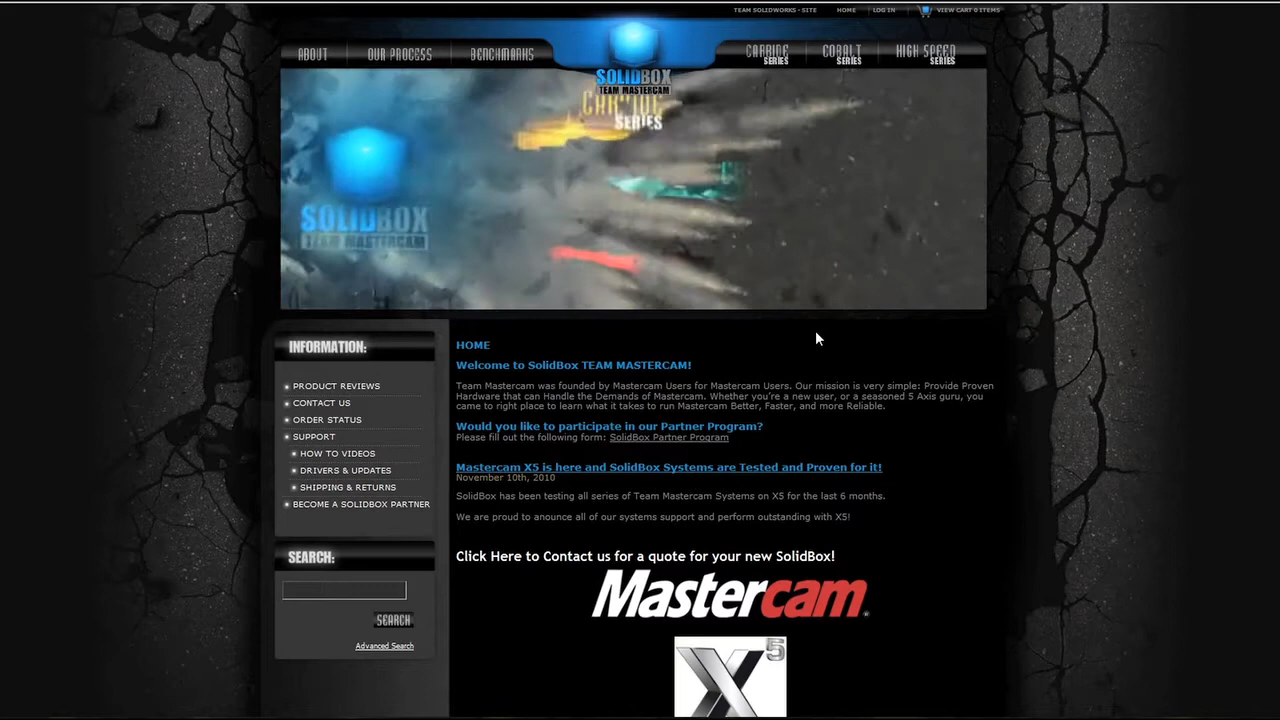 TEAM SOLIDWORKS - SITE HOME LOG IN VIEW CART 0 ITEMS
ABOUT OUR PROCESS BENCHMARKS
CARBIDE SERIES COBALT SERIES HIGH SPEED SERIES
SOLIDBOX
TEAM MASTERCAM
SERIES
SOLIDBOX
TEAM MASTERCAM
INFORMATION:
PRODUCT REVIEWS
CONTACT US
ORDER STATUS
SUPPORT
HOW TO VIDEOS
DRIVERS & UPDATES
SHIPPING & RETURNS
BECOME A SOLIDBOX PARTNER
SEARCH:
SEARCH
Advanced Search
HOME
Welcome to SolidBox TEAM MASTERCAM!
Team Mastercam was founded by Mastercam Users for Mastercam Users. Our mission is very simple: Provide Proven
Hardware that can Handle the Demands of Mastercam. Whether you're a new user, or a seasoned 5 Axis guru, you
came to right place to learn what it takes to run Mastercam Better, Faster, and more Reliable.
Would you like to participate in our Partner Program?
Please fill out the following form: SolidBox Partner Program
Mastercam X5 is here and SolidBox Systems are Tested and Proven for it!
November 10th, 2010
SolidBox has been testing all series of Team Mastercam Systems on X5 for the last 6 months.
We are proud to anounce all of our systems support and perform outstanding with X5!
Click Here to Contact us for a quote for your new SolidBox!
Mastercam
X5